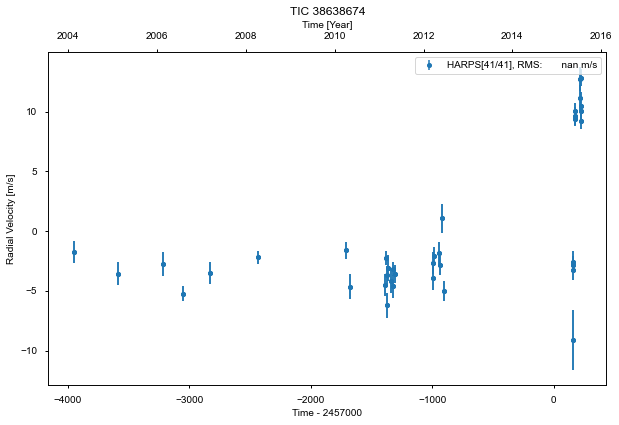 TIC 38638674
Time [Year]
2004 2006 2008 2010 2012 2014 2016
HARPS[41/41], RMS: nan m/s
10
5
0
−5
−10
Radial Velocity [m/s]
−4000 −3000 −2000 −1000 0
Time - 2457000